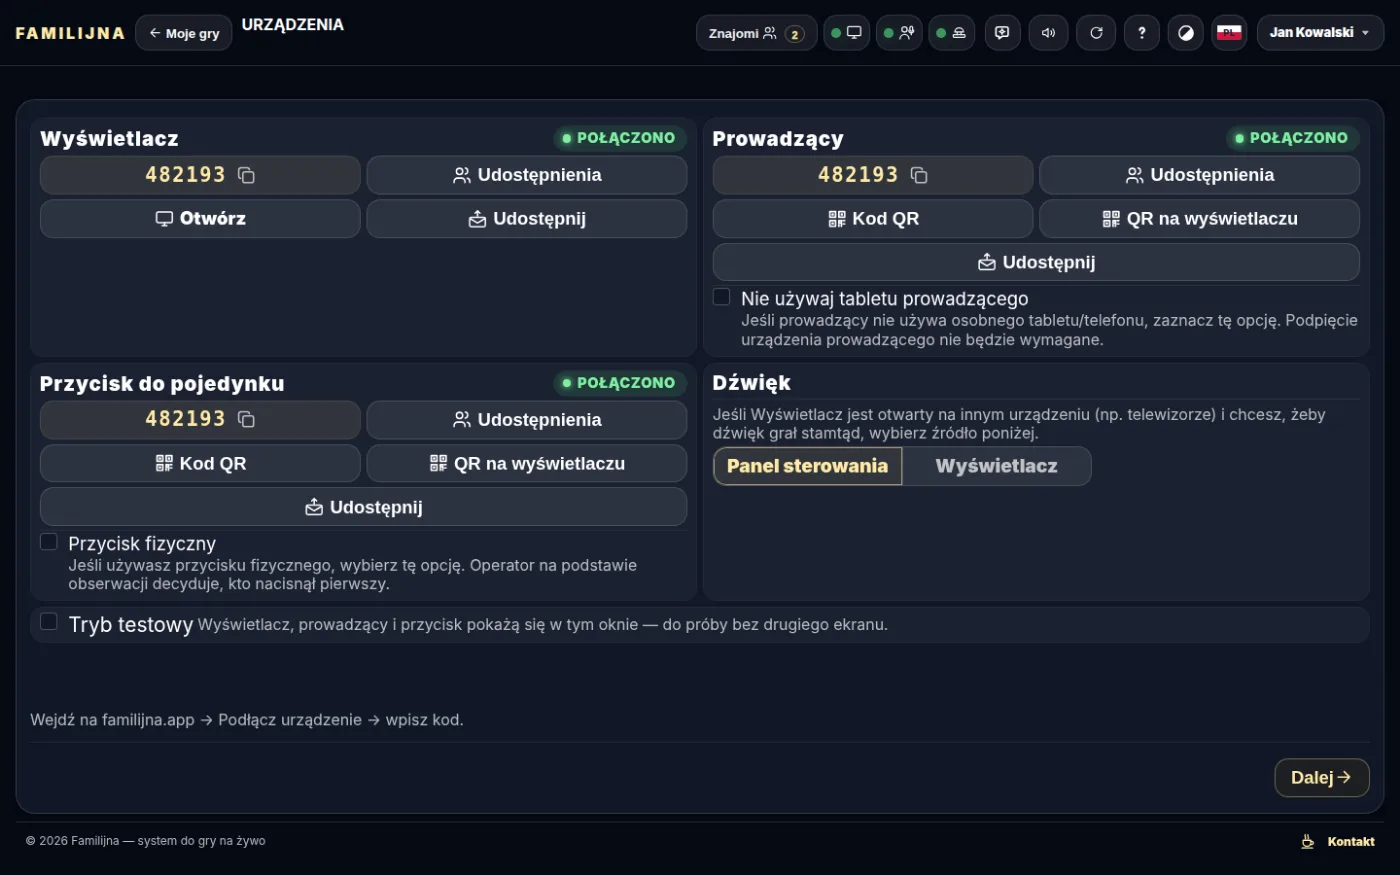 FAMILIJNA
← Moje gry
URZĄDZENIA
Znajomi 2
?
PL
Jan Kowalski
Wyświetlacz
POŁĄCZONO
482193
Udostępnienia
Otwórz
Udostępnij
Prowadzący
POŁĄCZONO
482193
Udostępnienia
Kod QR
QR na wyświetlaczu
Udostępnij
Nie używaj tabletu prowadzącego
Jeśli prowadzący nie używa osobnego tabletu/telefonu, zaznacz tę opcję. Podpięcie
urządzenia prowadzącego nie będzie wymagane.
Przycisk do pojedynku
POŁĄCZONO
482193
Udostępnienia
Kod QR
QR na wyświetlaczu
Udostępnij
Przycisk fizyczny
Jeśli używasz przycisku fizycznego, wybierz tę opcję. Operator na podstawie
obserwacji decyduje, kto nacisnął pierwszy.
Dźwięk
Jeśli Wyświetlacz jest otwarty na innym urządzeniu (np. telewizorze) i chcesz, żeby
dźwięk grał stamtąd, wybierz źródło poniżej.
Panel sterowania
Wyświetlacz
Tryb testowy Wyświetlacz, prowadzący i przycisk pokażą się w tym oknie — do próby bez drugiego ekranu.
Wejdź na familijna.app → Podłącz urządzenie → wpisz kod.
Dalej →
© 2026 Familijna — system do gry na żywo
Kontakt